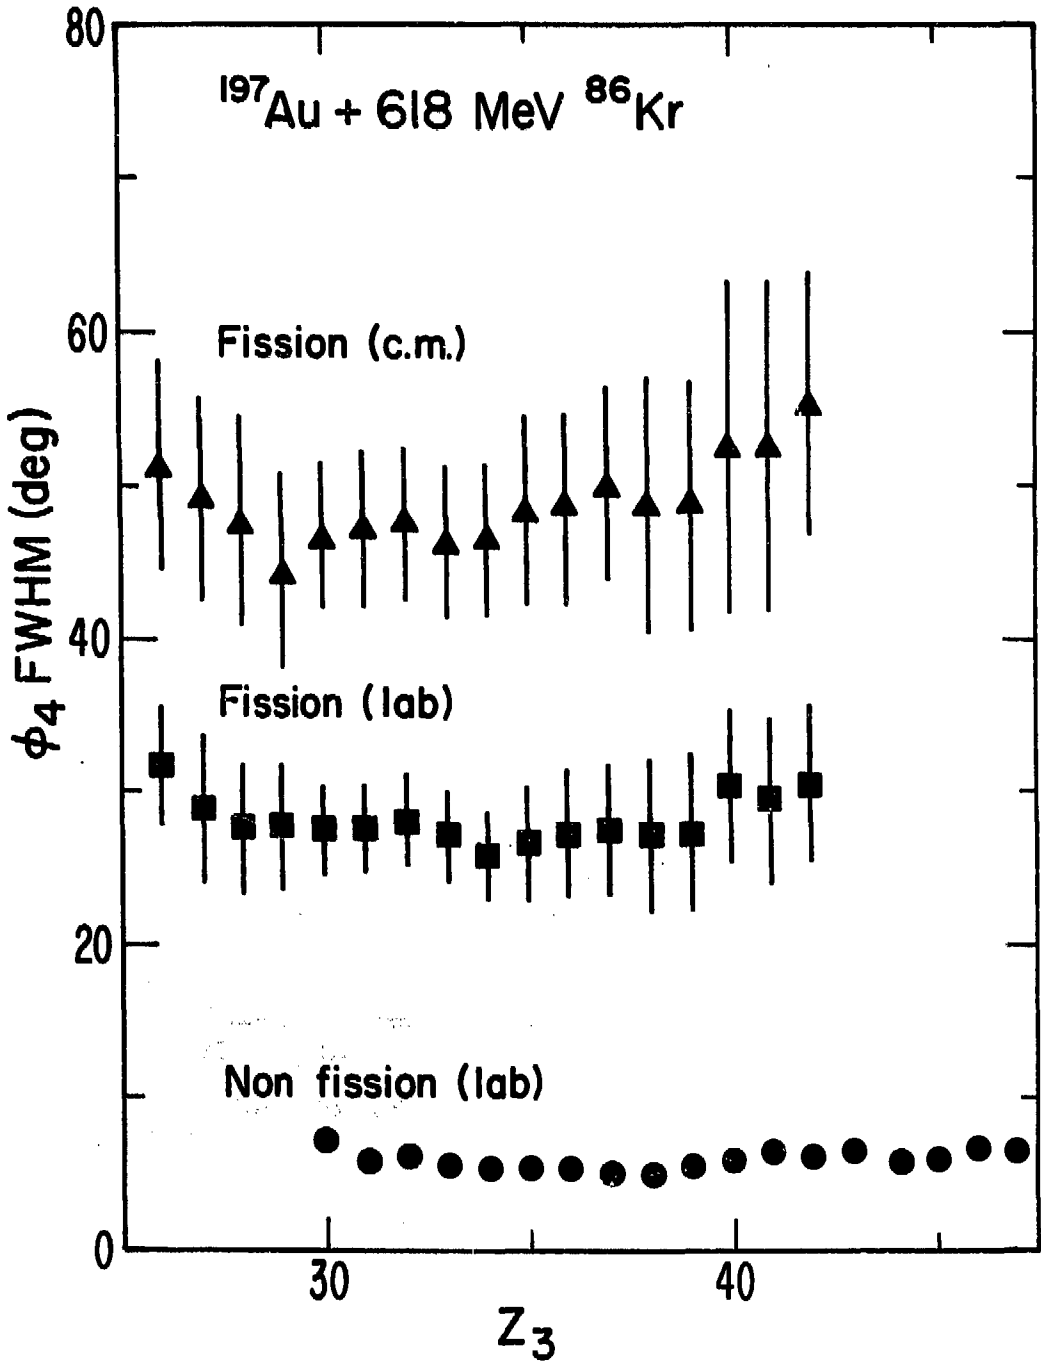 ¹⁹⁷Au + 618 MeV ⁸⁶Kr
80
60
40
20
0
ϕ₄ FWHM (deg)
Fission (c.m.)
Fission (lab)
Non fission (lab)
30
40
Z₃